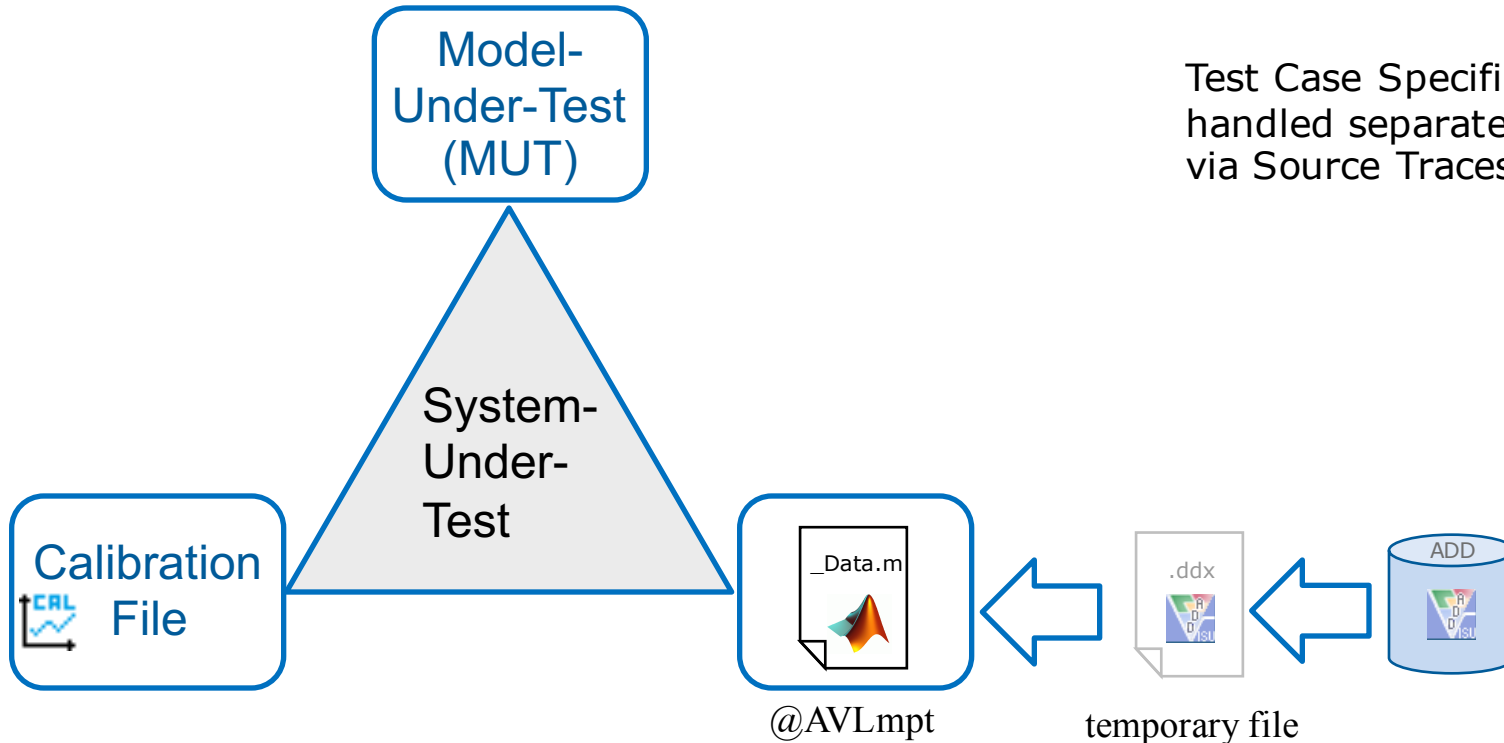 Model-
Under-Test
(MUT)
Test Case Specifi
handled separate
via Source Traces
System-
Under-
Test
Calibration
File
CAL
_Data.m
.ddx
ADD
@AVLmpt
temporary file